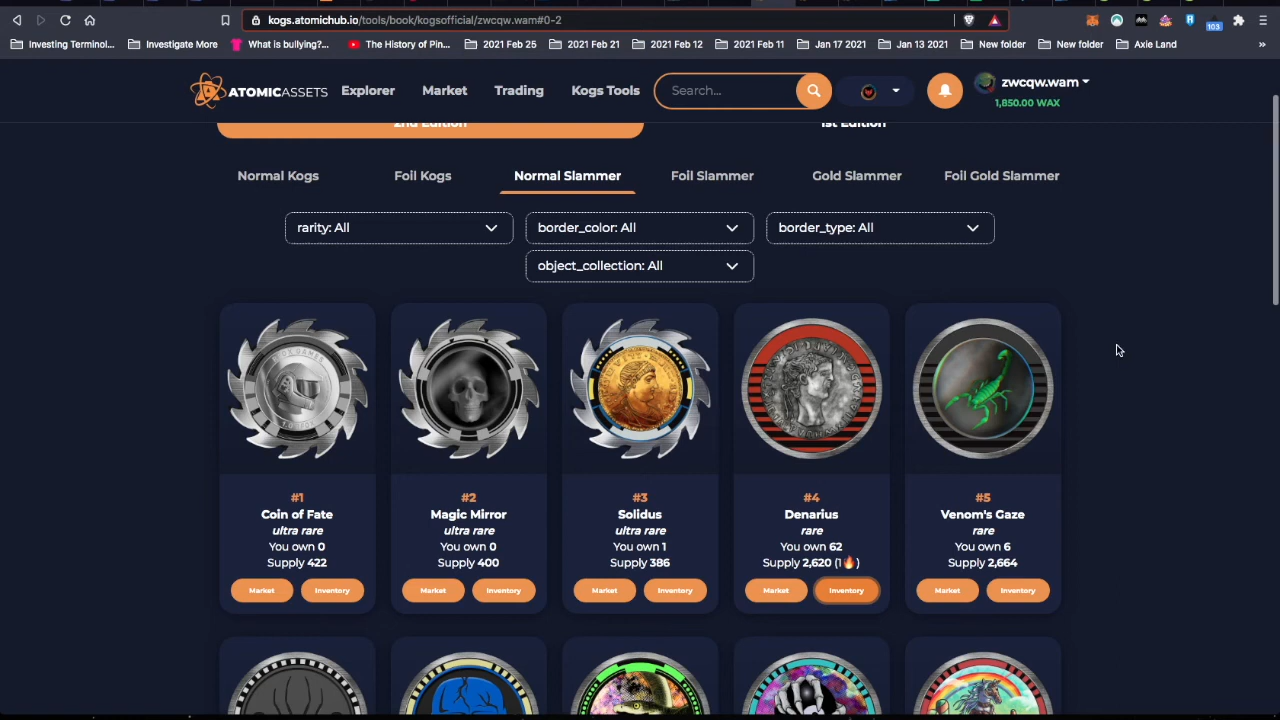 kogs.atomichub.io/tools/book/kogsofficial/zwcqw.wam#0-2
103
Investing Terminol... Investigate More What is bullying?... The History of Pin... 2021 Feb 25 2021 Feb 21 2021 Feb 12 2021 Feb 11 Jan 17 2021 Jan 13 2021 New folder New folder Axie Land »
ATOMICASSETS Explorer Market Trading Kogs Tools Search... zwcqw.wam
1,850.00 WAX
2nd Edition 1st Edition
Normal Kogs Foil Kogs Normal Slammer Foil Slammer Gold Slammer Foil Gold Slammer
rarity: All border_color: All border_type: All
object_collection: All
#1 #2 #3 #4 #5
Coin of Fate Magic Mirror Solidus Denarius Venom's Gaze
ultra rare ultra rare ultra rare rare rare
You own 0 You own 0 You own 1 You own 62 You own 6
Supply 422 Supply 400 Supply 386 Supply 2,620 (1🔥) Supply 2,664
Market Inventory Market Inventory Market Inventory Market Inventory Market Inventory